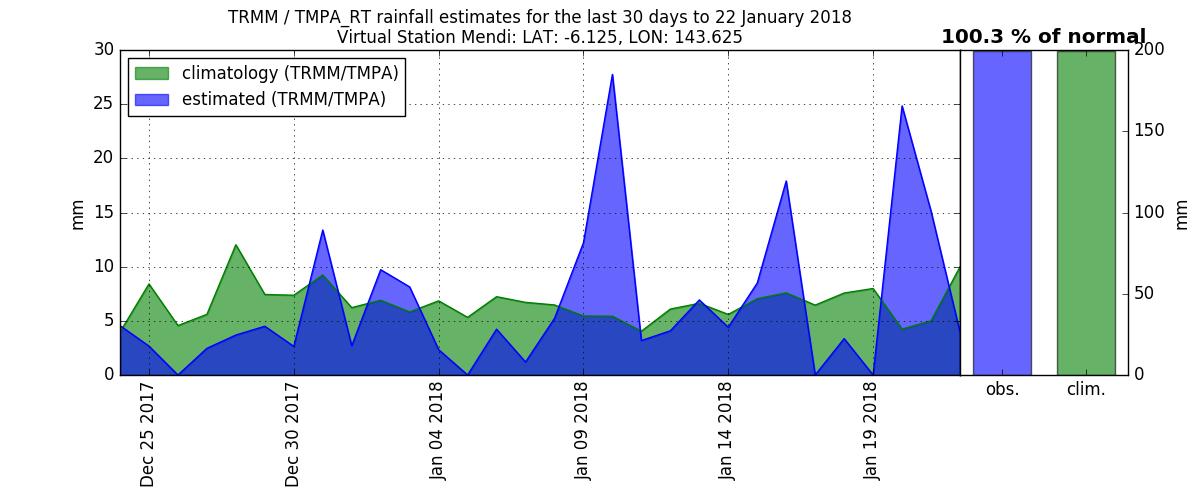 TRMM / TMPA_RT rainfall estimates for the last 30 days to 22 January 2018
Virtual Station Mendi: LAT: -6.125, LON: 143.625
100.3 % of normal
climatology (TRMM/TMPA)
estimated (TRMM/TMPA)
30
25
20
15
10
5
0
mm
Dec 25 2017
Dec 30 2017
Jan 04 2018
Jan 09 2018
Jan 14 2018
Jan 19 2018
obs.
clim.
200
150
100
50
0
mm